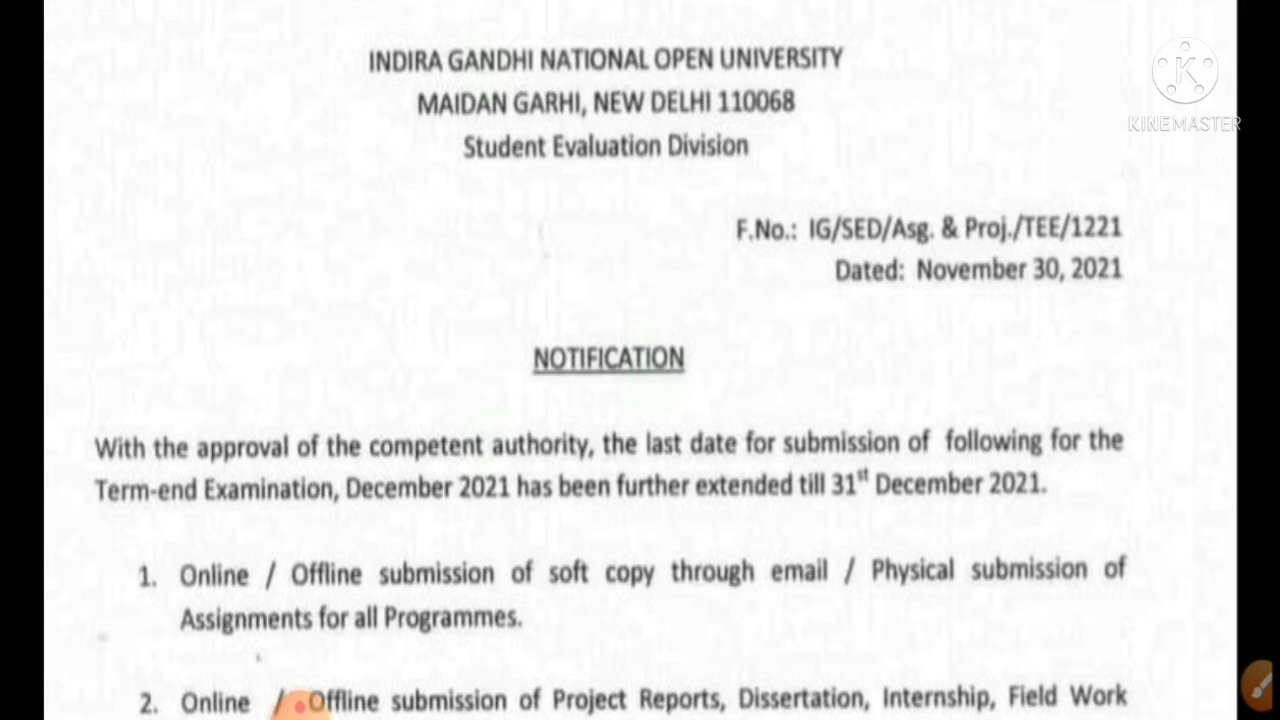 INDIRA GANDHI NATIONAL OPEN UNIVERSITY
MAIDAN GARHI, NEW DELHI 110068
Student Evaluation Division
K
KINEMASTER
F.No.: IG/SED/Asg. & Proj./TEE/1221
Dated: November 30, 2021
NOTIFICATION
With the approval of the competent authority, the last date for submission of following for the
Term-end Examination, December 2021 has been further extended till 31st December 2021.
1. Online / Offline submission of soft copy through email / Physical submission of
Assignments for all Programmes.
2. Online / Offline submission of Project Reports, Dissertation, Internship, Field Work